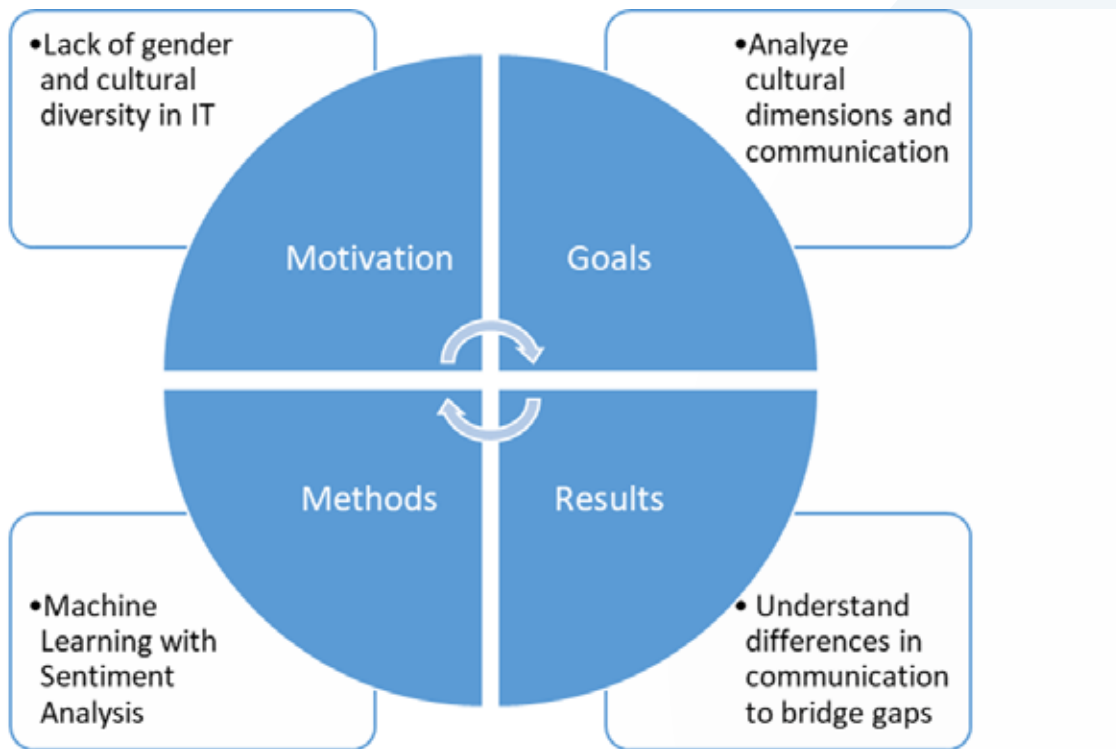 •Lack of gender
and cultural
diversity in IT
•Analyze
cultural
dimensions and
communication
Motivation
Goals
Methods
Results
•Machine
Learning with
Sentiment
Analysis
• Understand
differences in
communication
to bridge gaps